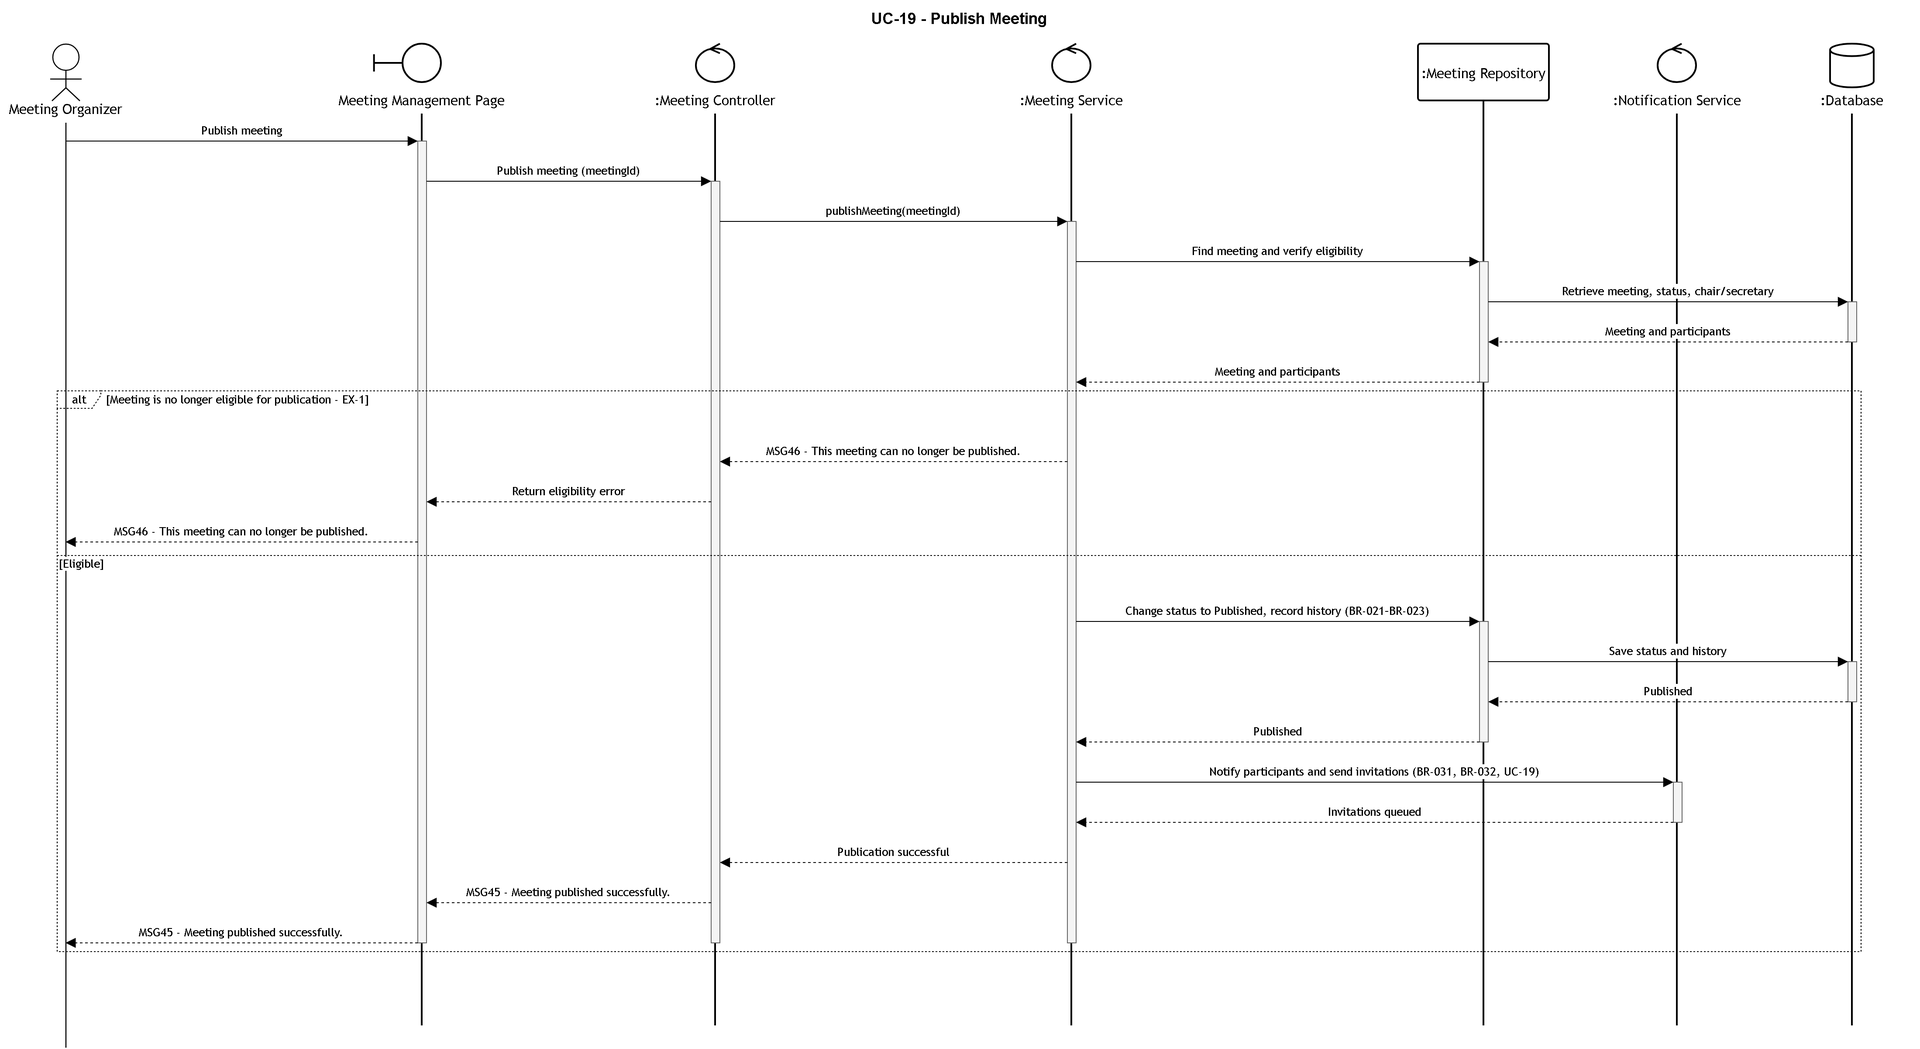 UC-19 - Publish Meeting
Meeting Organizer
Meeting Management Page
:Meeting Controller
:Meeting Service
:Meeting Repository
:Notification Service
:Database
Publish meeting
Publish meeting (meetingId)
publishMeeting(meetingId)
Find meeting and verify eligibility
Retrieve meeting, status, chair/secretary
Meeting and participants
Meeting and participants
alt [Meeting is no longer eligible for publication - EX-1]
MSG46 - This meeting can no longer be published.
Return eligibility error
MSG46 - This meeting can no longer be published.
[Eligible]
Change status to Published, record history (BR-021-BR-023)
Save status and history
Published
Published
Notify participants and send invitations (BR-031, BR-032, UC-19)
Invitations queued
Publication successful
MSG45 - Meeting published successfully.
MSG45 - Meeting published successfully.